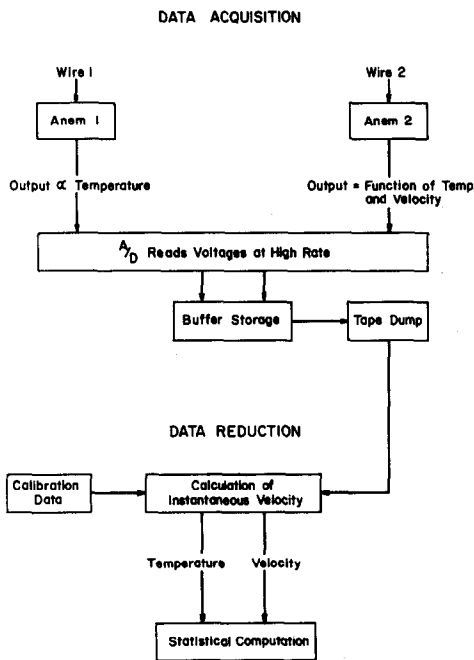 DATA ACQUISITION
Wire 1
Wire 2
Anem 1
Anem 2
Output ∝ Temperature
Output = Function of Temp.
and Velocity
A/D Reads Voltages at High Rate
Buffer Storage
Tape Dump
DATA REDUCTION
Calibration
Data
Calculation of
Instantaneous Velocity
Temperature
Velocity
Statistical Computation